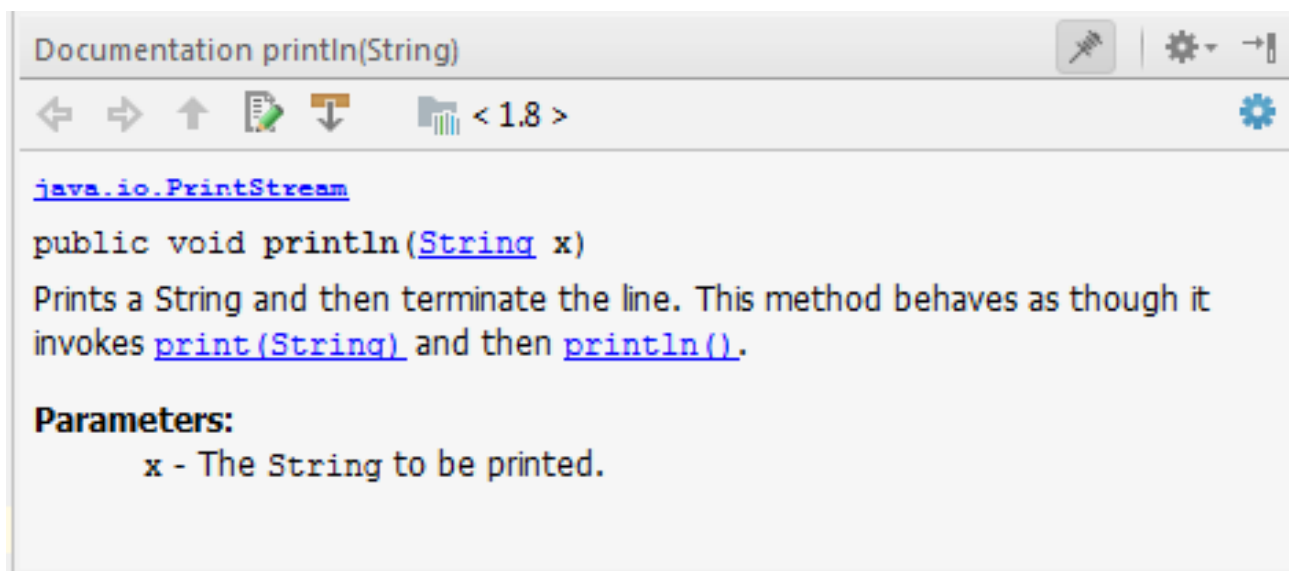 Documentation println(String)
< 1.8 >
java.io.PrintStream
public void println(String x)
Prints a String and then terminate the line. This method behaves as though it
invokes print(String) and then println().
Parameters:
x - The String to be printed.